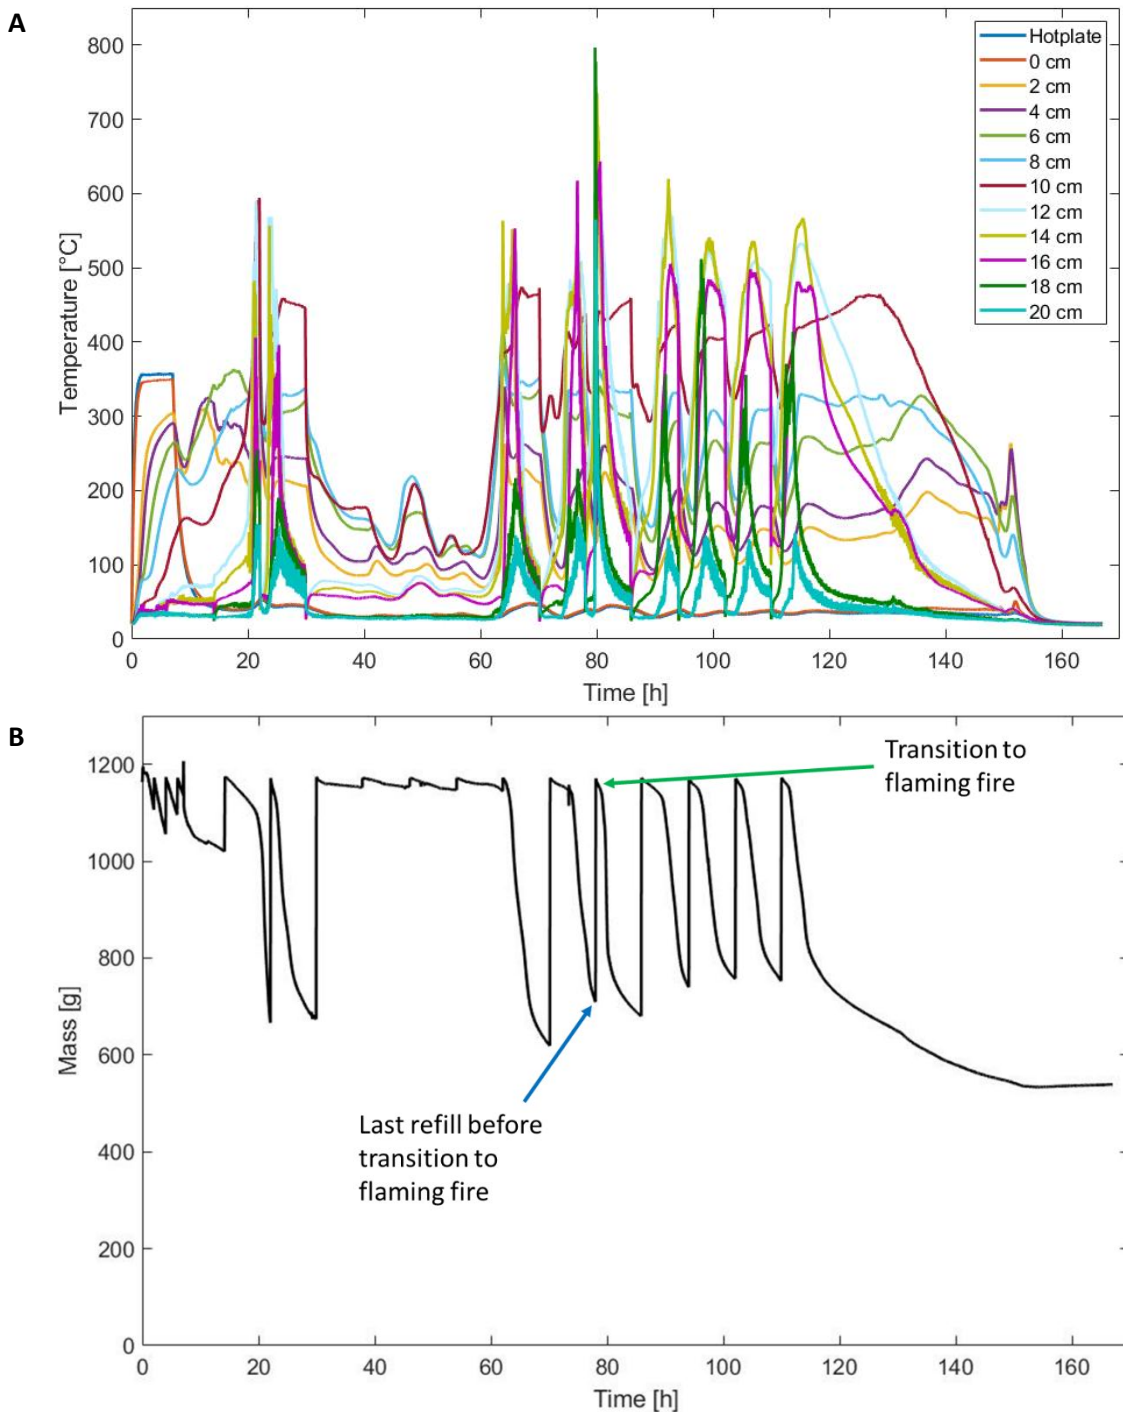 A
800
700
600
500
400
300
200
100
0
Temperature [°C]
Hotplate
0 cm
2 cm
4 cm
6 cm
8 cm
10 cm
12 cm
14 cm
16 cm
18 cm
20 cm
0 20 40 60 80 100 120 140 160
Time [h]
B
1200
1000
800
600
400
200
0
Mass [g]
Transition to
flaming fire
Last refill before
transition to
flaming fire
0 20 40 60 80 100 120 140 160
Time [h]